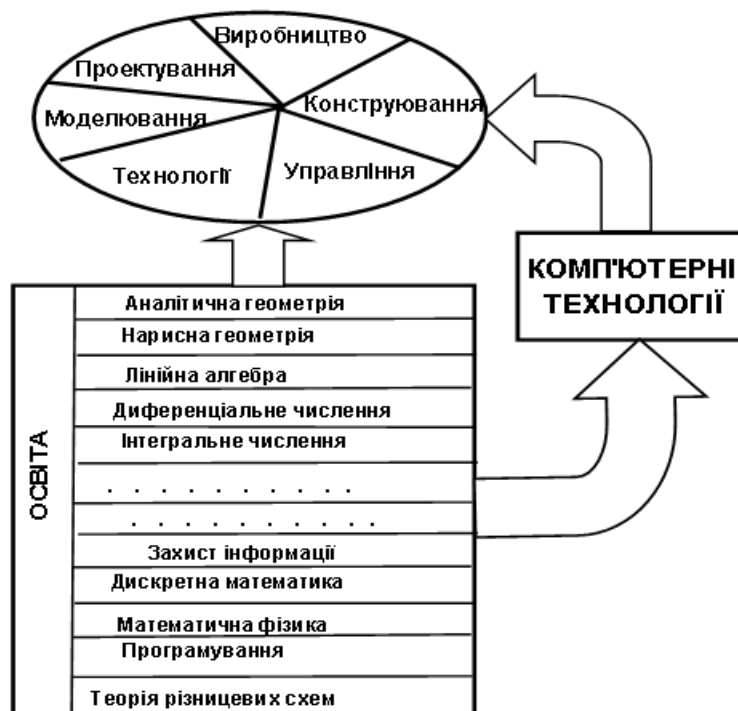 Виробництво
Проектування
Конструювання
Моделювання
Технології
Управління
КОМП'ЮТЕРНІ
ТЕХНОЛОГІЇ
ОСВІТА
Аналітична геометрія
Нарисна геометрія
Лінійна алгебра
Диференціальне числення
Інтегральне числення
. . . . . . . . . . .
. . . . . . . . . .
Захист інформації
Дискретна математика
Математична фізика
Програмування
Теорія різницевих схем